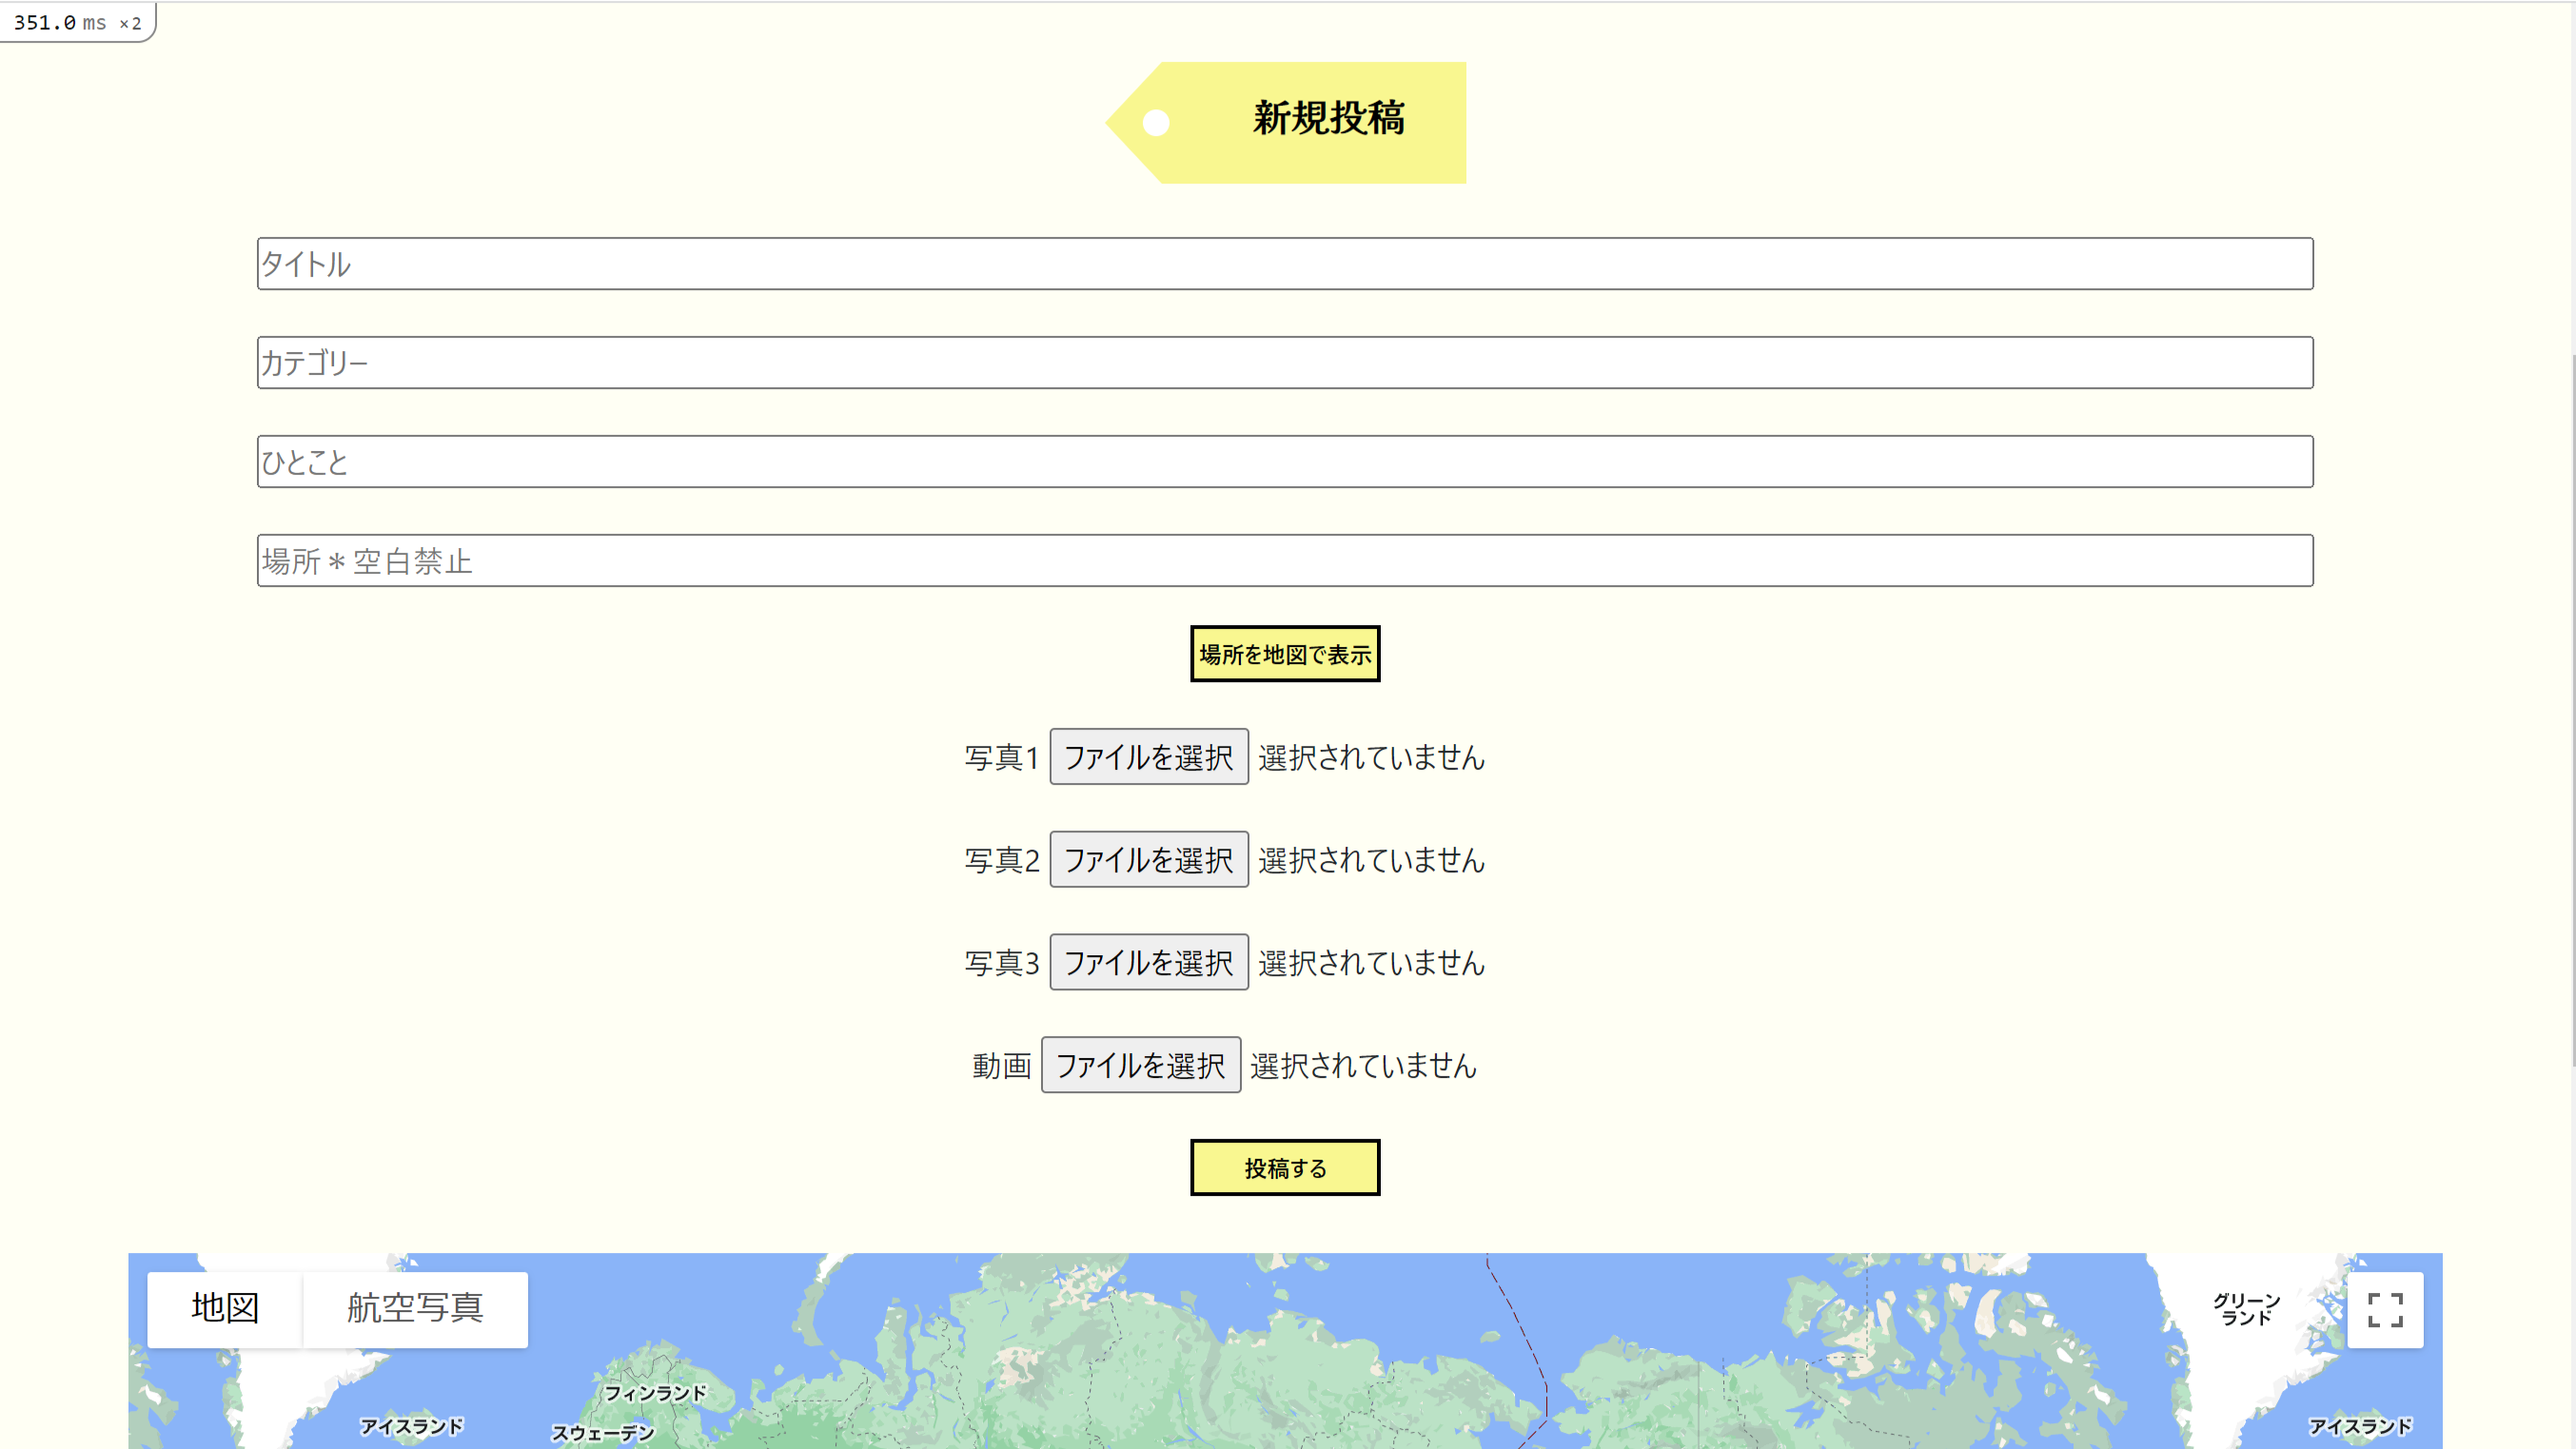 351.0 ms ×2
新規投稿
タイトル
カテゴリー
ひとこと
場所＊空白禁止
場所を地図で表示
写真1 ファイルを選択 選択されていません
写真2 ファイルを選択 選択されていません
写真3 ファイルを選択 選択されていません
動画 ファイルを選択 選択されていません
投稿する
地図 航空写真
グリーン
ランド
フィンランド
アイスランド
スウェーデン
アイスランド